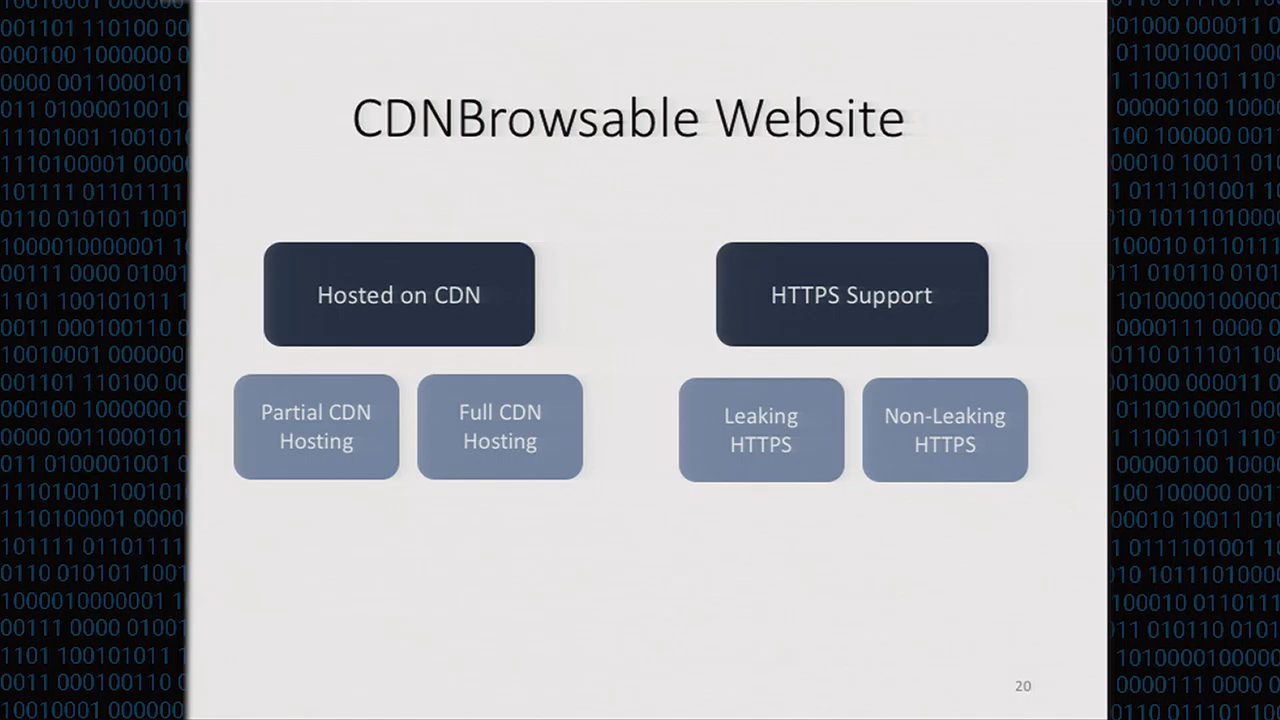 CDNBrowsable Website
Hosted on CDN
HTTPS Support
Partial CDN
Hosting
Full CDN
Hosting
Leaking
HTTPS
Non-Leaking
HTTPS
20